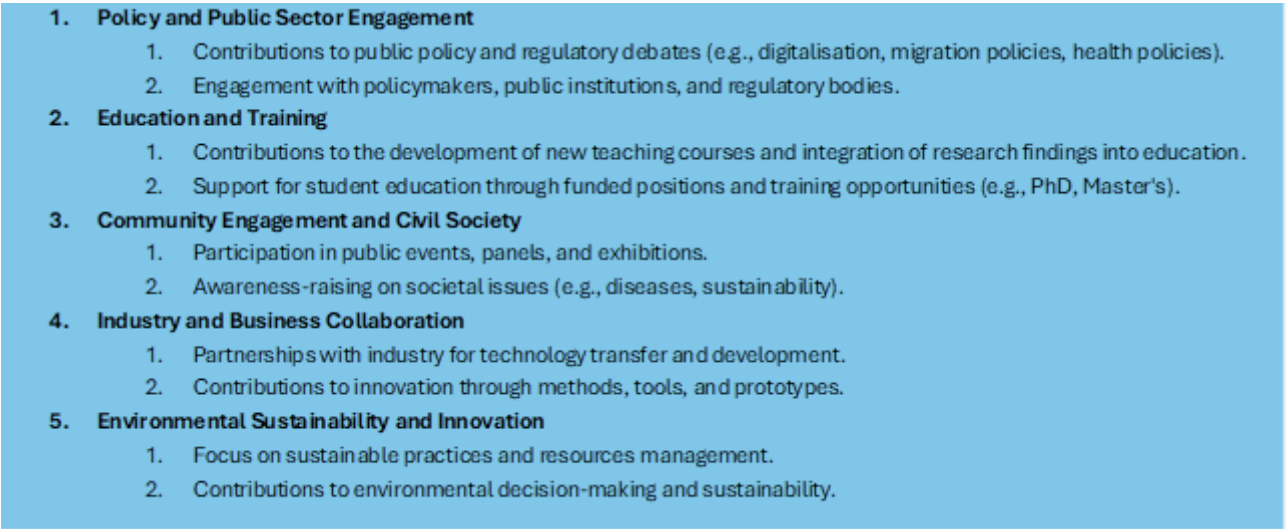 1. Policy and Public Sector Engagement
1. Contributions to public policy and regulatory debates (e.g., digitalisation, migration policies, health policies).
2. Engagement with policymakers, public institutions, and regulatory bodies.
2. Education and Training
1. Contributions to the development of new teaching courses and integration of research findings into education.
2. Support for student education through funded positions and training opportunities (e.g., PhD, Master's).
3. Community Engagement and Civil Society
1. Participation in public events, panels, and exhibitions.
2. Awareness-raising on societal issues (e.g., diseases, sustainability).
4. Industry and Business Collaboration
1. Partnerships with industry for technology transfer and development.
2. Contributions to innovation through methods, tools, and prototypes.
5. Environmental Sustainability and Innovation
1. Focus on sustainable practices and resources management.
2. Contributions to environmental decision-making and sustainability.